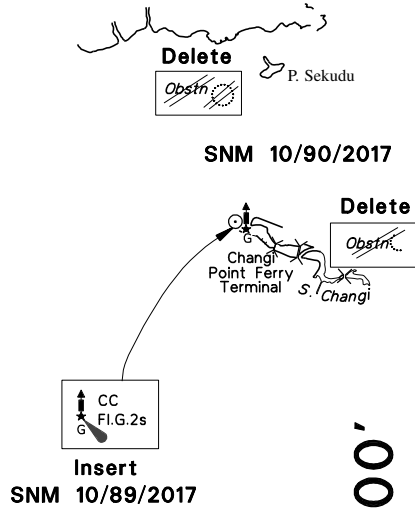 Delete
Obstn
P. Sekudu
SNM 10/90/2017
Delete
Obstn
G
Changi
Point Ferry
Terminal
S. Changi
CC
Fl.G.2s
G
Insert
SNM 10/89/2017
00'